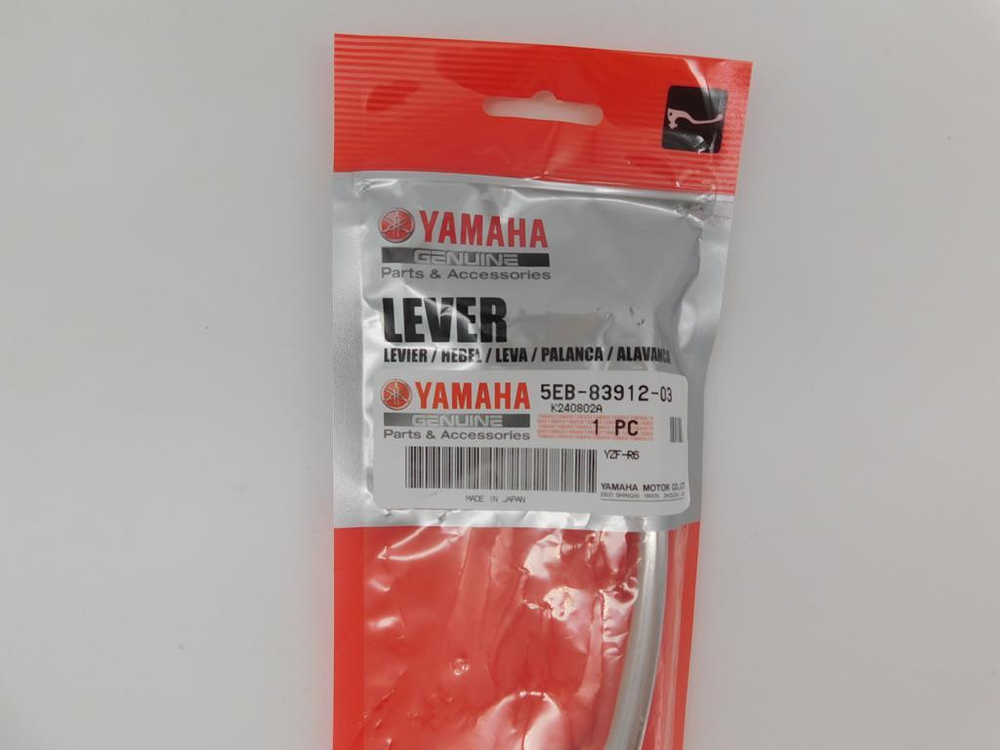 YAMAHA
GENUINE
Parts & Accessories
LEVER
LEVIER / HEBEL / LEVA / PALANCA / ALAVANCA
YAMAHA
GENUINE
Parts & Accessories
5EB-83912-03
K240802A
1 PC
YZF-R6
YAMAHA MOTOR CO.,LTD
MADE IN JAPAN